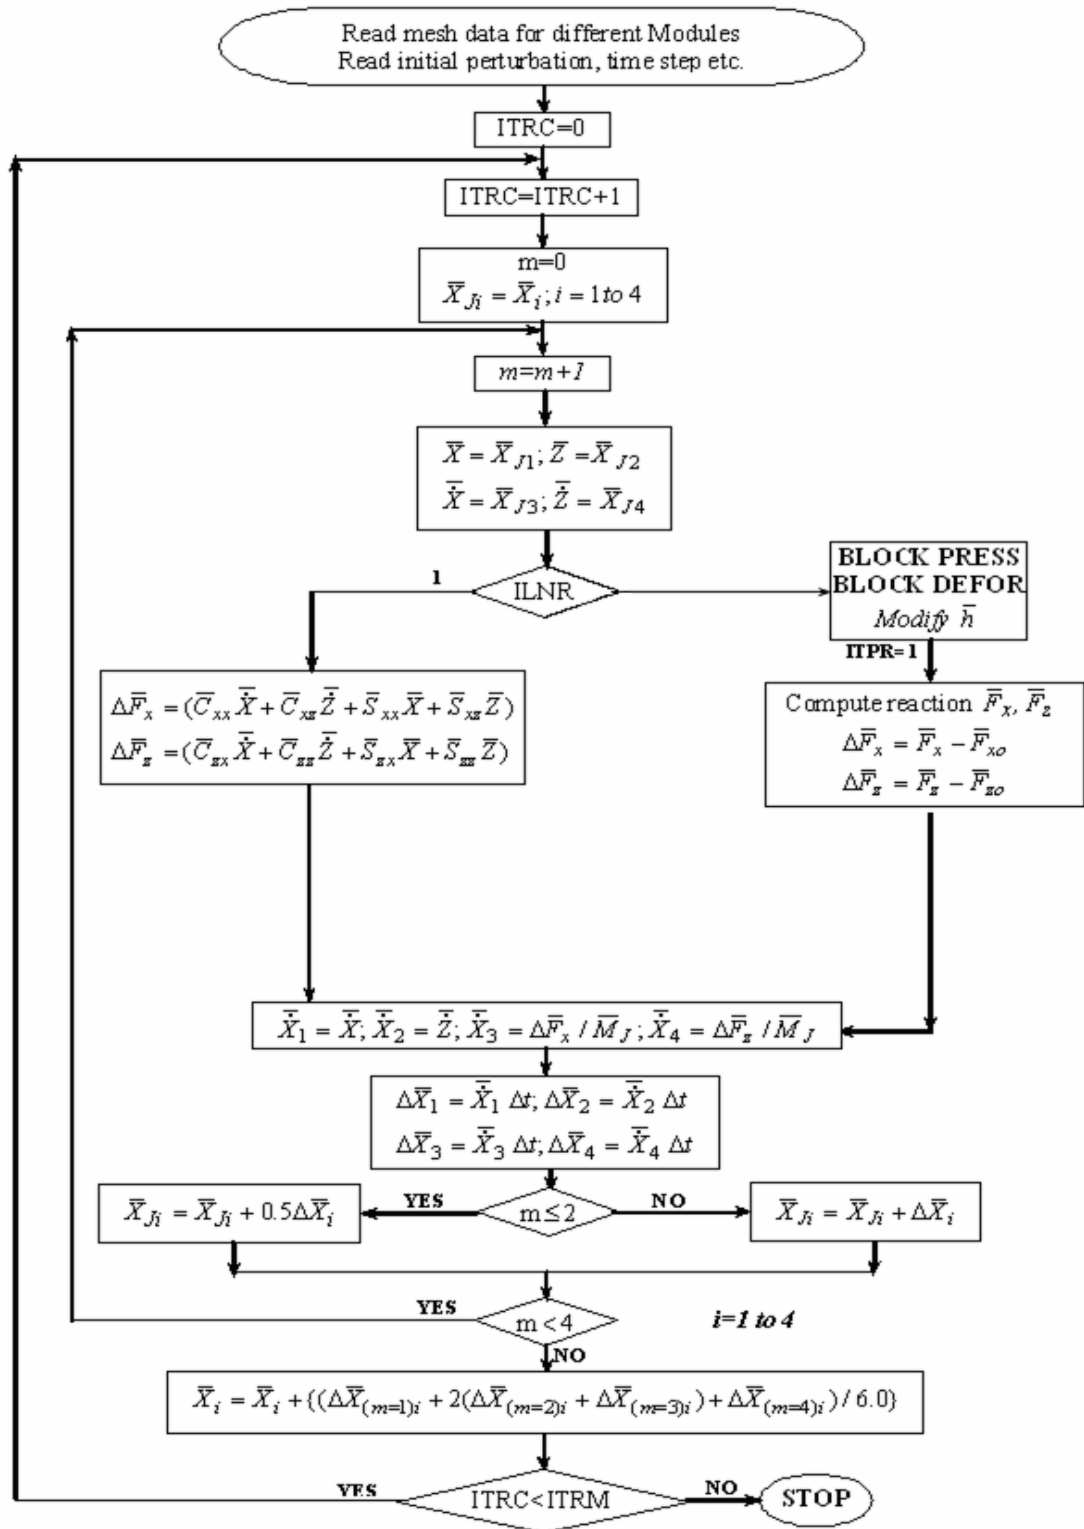 Read mesh data for different Modules
Read initial perturbation, time step etc.
ITRC=0
ITRC=ITRC+1
m=0
X̅_Ji = X̅_i; i = 1 to 4
m=m+1
X̅ = X̅_J1; Z̅ = X̅_J2
Ẋ̅ = X̅_J3; Ż̅ = X̅_J4
1
ILNR
BLOCK PRESS
BLOCK DEFOR
Modify h̅
ITPR=1
ΔF̅_x = (C̅_xx Ẋ̅ + C̅_xz Ż̅ + S̅_xx X̅ + S̅_xz Z̅)
ΔF̅_z = (C̅_zx Ẋ̅ + C̅_zz Ż̅ + S̅_zx X̅ + S̅_zz Z̅)
Compute reaction F̅_x, F̅_z
ΔF̅_x = F̅_x − F̅_xo
ΔF̅_z = F̅_z − F̅_zo
Ẋ̅_1 = Ẋ̅; Ẋ̅_2 = Ż̅; Ẋ̅_3 = ΔF̅_x / M̅_J; Ẋ̅_4 = ΔF̅_z / M̅_J
ΔX̅_1 = Ẋ̅_1 Δt; ΔX̅_2 = Ẋ̅_2 Δt
ΔX̅_3 = Ẋ̅_3 Δt; ΔX̅_4 = Ẋ̅_4 Δt
X̅_Ji = X̅_Ji + 0.5ΔX̅_i
YES
m≤2
NO
X̅_Ji = X̅_Ji + ΔX̅_i
YES
m<4
i=1 to 4
NO
X̅_i = X̅_i + {(ΔX̅_(m=1)i + 2(ΔX̅_(m=2)i + ΔX̅_(m=3)i) + ΔX̅_(m=4)i) / 6.0}
YES
ITRC<ITRM
NO
STOP